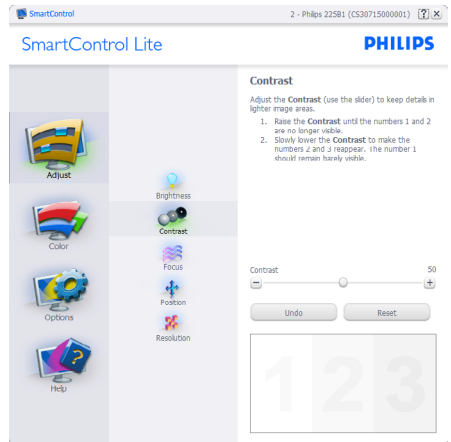 SmartControl
2 - Philips 225B1 (CS30715000001)
?
SmartControl Lite
PHILIPS
Adjust
Color
Options
Help
Brightness
Contrast
Focus
Position
Resolution
Contrast
Adjust the Contrast (use the slider) to keep details in
lighter image areas.
1. Raise the Contrast until the numbers 1 and 2
are no longer visible.
2. Slowly lower the Contrast to make the
numbers 2 and 3 reappear. The number 1
should remain barely visible.
Contrast 50
Undo Reset
1 2 3